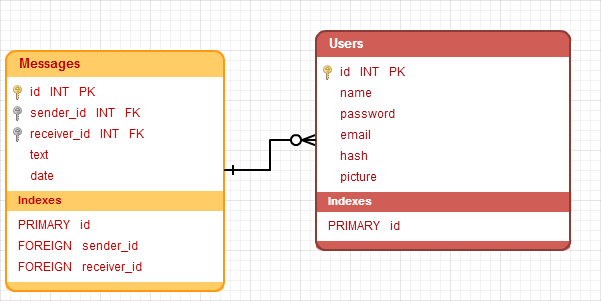 Messages
id INT PK
sender_id INT FK
receiver_id INT FK
text
date
Indexes
PRIMARY id
FOREIGN sender_id
FOREIGN receiver_id
Users
id INT PK
name
password
email
hash
picture
Indexes
PRIMARY id